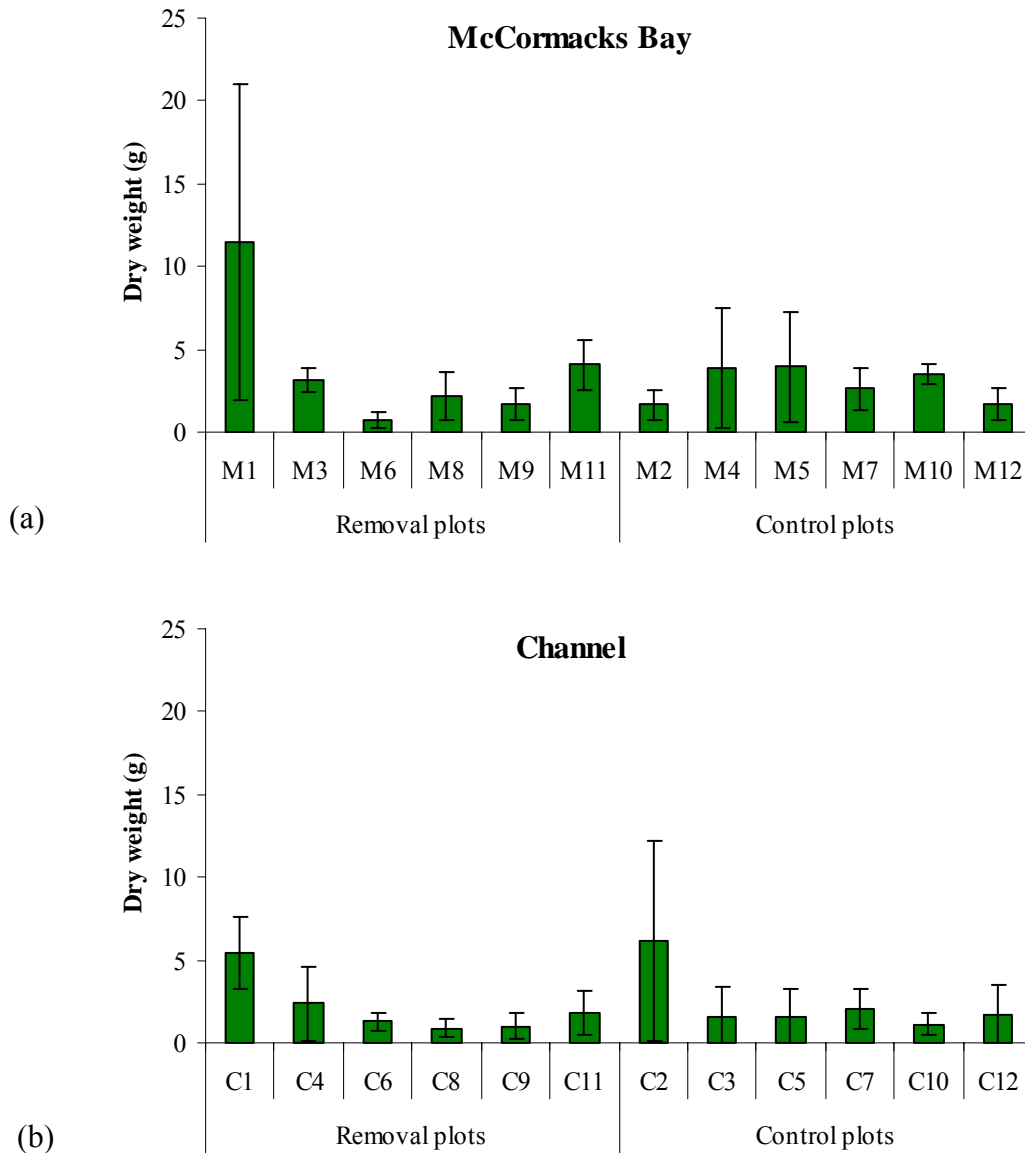 McCormacks Bay
Dry weight (g)
25
20
15
10
5
0
M1 M3 M6 M8 M9 M11 M2 M4 M5 M7 M10 M12
Removal plots Control plots
(a)
Channel
Dry weight (g)
25
20
15
10
5
0
C1 C4 C6 C8 C9 C11 C2 C3 C5 C7 C10 C12
Removal plots Control plots
(b)